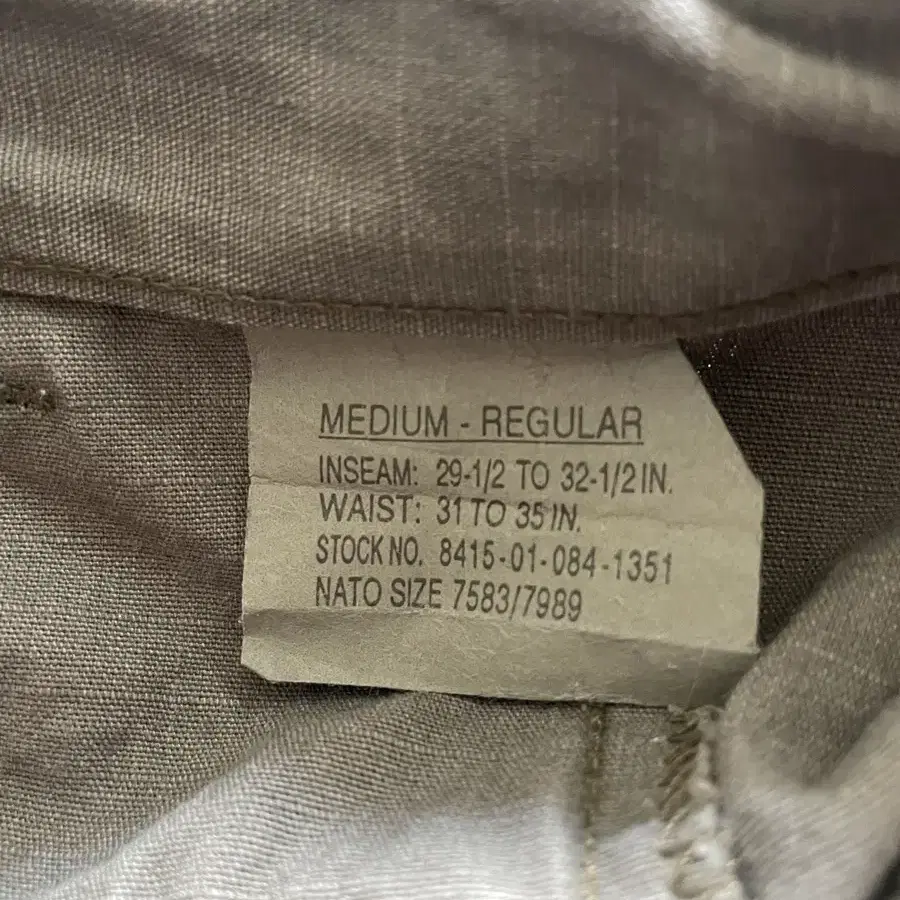 MEDIUM - REGULAR
INSEAM: 29-1/2 TO 32-1/2 IN.
WAIST: 31 TO 35 IN.
STOCK NO. 8415-01-084-1351
NATO SIZE 7583/7989